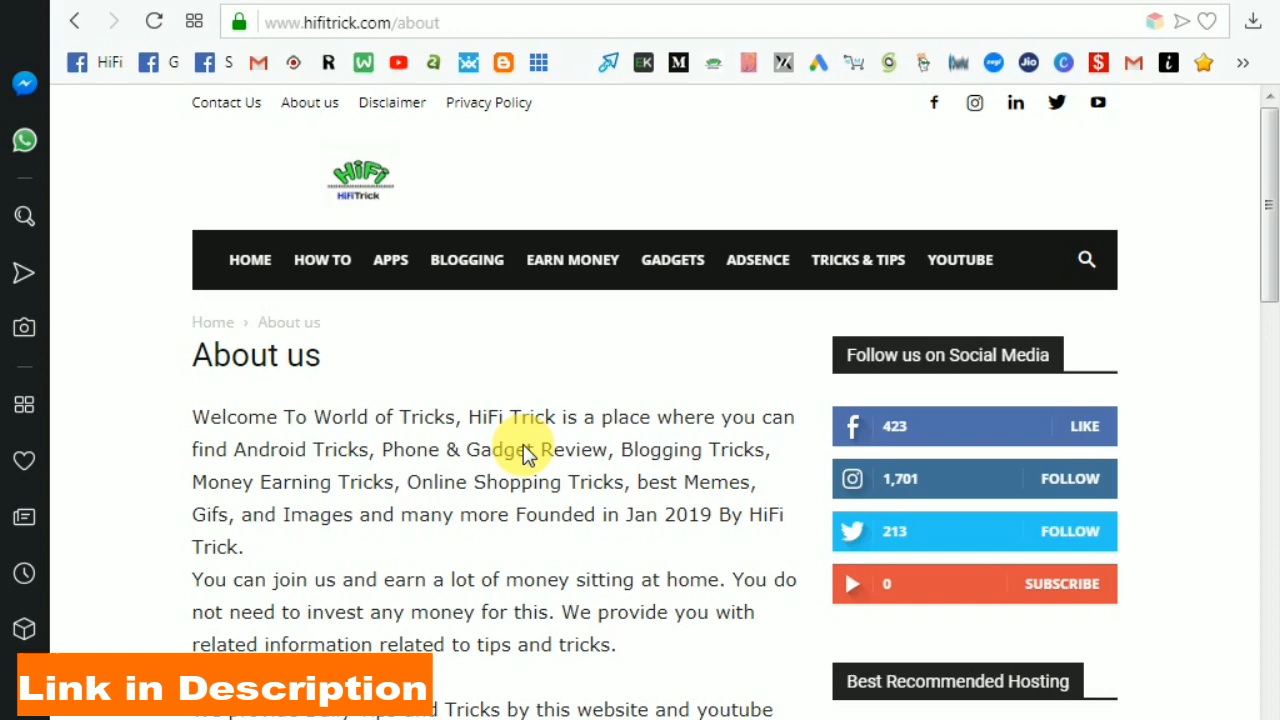 www.hifitrick.com/about
HiFi G S
Contact Us About us Disclaimer Privacy Policy
HiFi
HiFiTrick
HOME HOW TO APPS BLOGGING EARN MONEY GADGETS ADSENCE TRICKS & TIPS YOUTUBE
Home › About us
About us
Welcome To World of Tricks, HiFi Trick is a place where you can
find Android Tricks, Phone & Gadget Review, Blogging Tricks,
Money Earning Tricks, Online Shopping Tricks, best Memes,
Gifs, and Images and many more Founded in Jan 2019 By HiFi
Trick.
You can join us and earn a lot of money sitting at home. You do
not need to invest any money for this. We provide you with
related information related to tips and tricks.
Tricks by this website and youtube
Follow us on Social Media
423 LIKE
1,701 FOLLOW
213 FOLLOW
0 SUBSCRIBE
Best Recommended Hosting
Link in Description